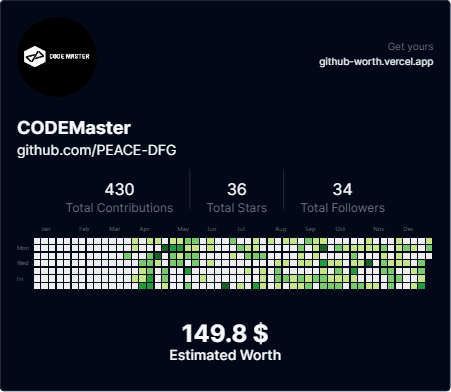 CODE MASTER
Get yours
github-worth.vercel.app
CODEMaster
github.com/PEACE-DFG
430 36 34
Total Contributions Total Stars Total Followers
Jan Feb Mar Apr May Jun Jul Aug Sep Oct Nov Dec
Mon
Wed
Fri
149.8 $
Estimated Worth